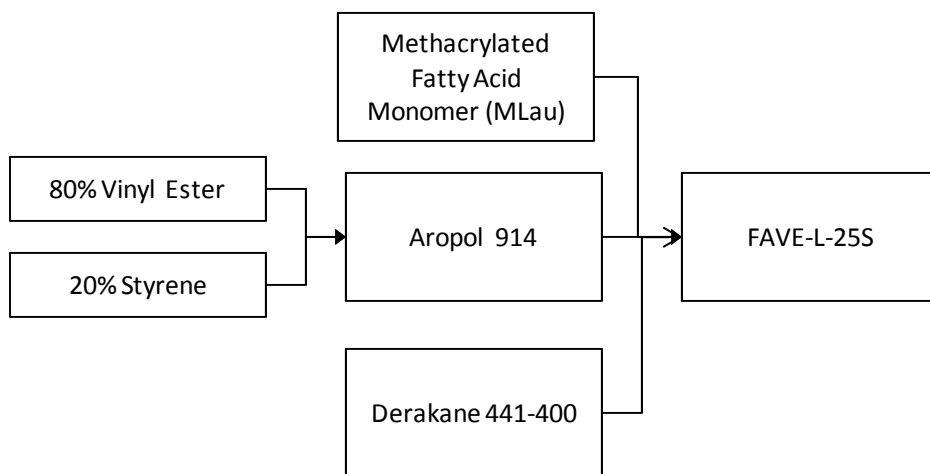 Methacrylated
Fatty Acid
Monomer (MLau)
80% Vinyl Ester
20% Styrene
Aropol 914
FAVE-L-25S
Derakane 441-400